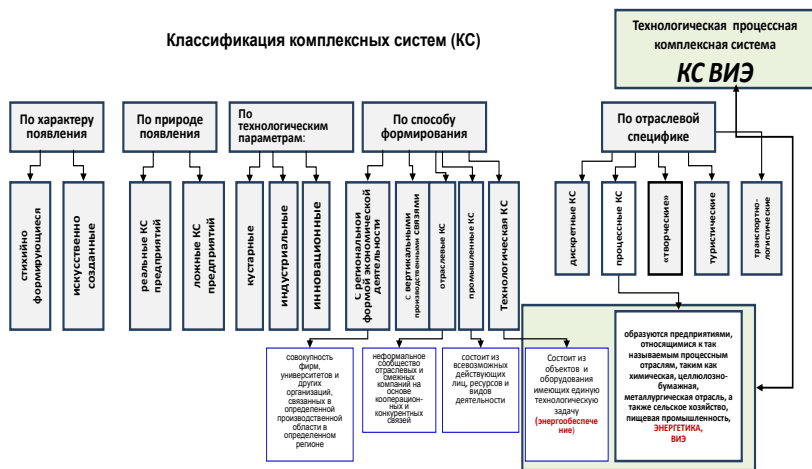 Технологическая процессная
комплексная система
КС ВИЭ
Классификация комплексных систем (КС)
По характеру
появления
По природе
появления
По
технологическим
параметрам:
По способу
формирования
По отраслевой
специфике
стихийно
формирующиеся
искусственно
созданные
реальные КС
предприятий
ложные КС
предприятий
кустарные
индустриальные
инновационные
С региональной
формой экономической
деятельности
с вертикальными
производственными связями
отраслевые КС
промышленные КС
Технологическая КС
дискретные КС
процессные КС
«творческие»
туристические
транспортно-
логистические
совокупность
фирм,
университетов и
других
организаций,
связанных в
определенной
производственной
области в
определенном
регионе
неформальное
сообщество
отраслевых и
смежных
компаний на
основе
кооперацион-
ных и
конкурентных
связей
состоит из
всевозможных
действующих
лиц, ресурсов и
видов
деятельности
Состоит из
объектов и
оборудования
имеющих единую
технологическую
задачу
(энергообеспече
ние)
образуются предприятиями,
относящимися к так
называемым процессным
отраслям, таким как
химическая, целлюлозно-
бумажная,
металлургическая отрасль, а
также сельское хозяйство,
пищевая промышленность,
ЭНЕРГЕТИКА,
ВИЭ